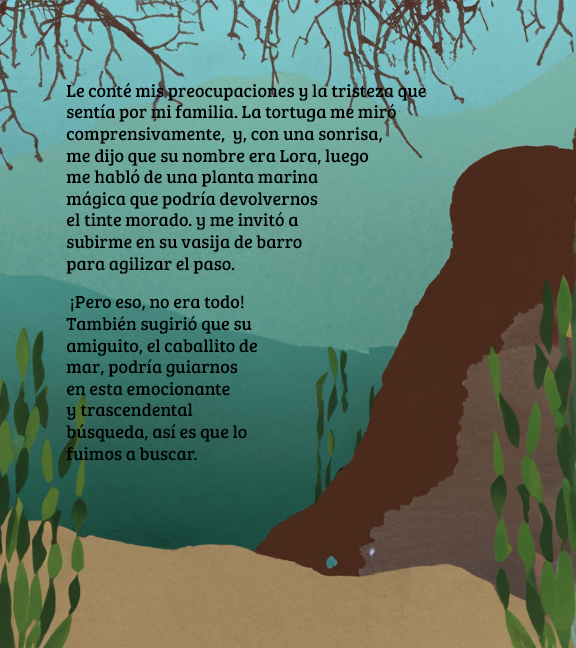 Le conté mis preocupaciones y la tristeza que
sentía por mi familia. La tortuga me miró
comprensivamente, y, con una sonrisa,
me dijo que su nombre era Lora, luego
me habló de una planta marina
mágica que podría devolvernos
el tinte morado. y me invitó a
subirme en su vasija de barro
para agilizar el paso.
¡Pero eso, no era todo!
También sugirió que su
amiguito, el caballito de
mar, podría guiarnos
en esta emocionante
y trascendental
búsqueda, así es que lo
fuimos a buscar.